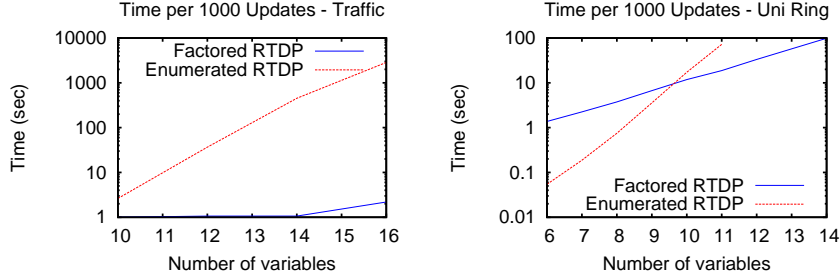 Time per 1000 Updates - Traffic
10000
1000
100
10
1
Time (sec)
Factored RTDP
Enumerated RTDP
10 11 12 13 14 15 16
Number of variables
Time per 1000 Updates - Uni Ring
100
10
1
0.1
0.01
Time (sec)
Factored RTDP
Enumerated RTDP
6 7 8 9 10 11 12 13 14
Number of variables